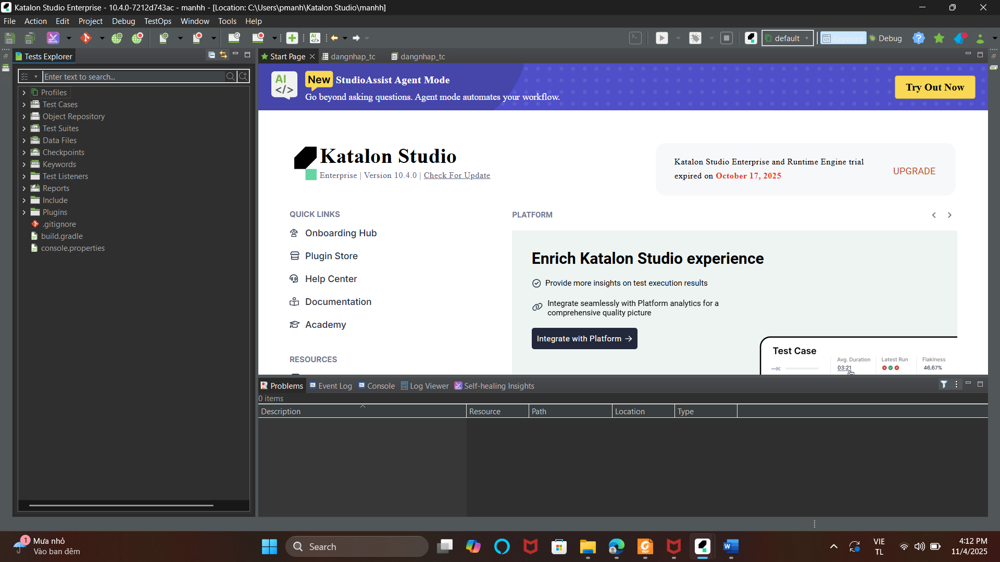 Katalon Studio Enterprise - 10.4.0-7212d743ac - manhh - [Location: C:\Users\pmanh\Katalon Studio\manhh]
File Action Edit Project Debug TestOps Window Tools Help
default Keyword Debug
Tests Explorer
Start Page dangnhap_tc dangnhap_tc
Enter text to search...
Profiles
Test Cases
Object Repository
Test Suites
Data Files
Checkpoints
Keywords
Test Listeners
Reports
Include
Plugins
.gitignore
build.gradle
console.properties
AI </>
New StudioAssist Agent Mode
Go beyond asking questions. Agent mode automates your workflow.
Try Out Now
Katalon Studio
Enterprise | Version 10.4.0 | Check For Update
Katalon Studio Enterprise and Runtime Engine trial
expired on October 17, 2025
UPGRADE
QUICK LINKS
Onboarding Hub
Plugin Store
Help Center
Documentation
Academy
RESOURCES
PLATFORM
Enrich Katalon Studio experience
Provide more insights on test execution results
Integrate seamlessly with Platform analytics for a
comprehensive quality picture
Integrate with Platform
Test Case
Avg. Duration Latest Run Flakiness
03:21 46.67%
Problems Event Log Console Log Viewer Self-healing Insights
0 items
Description Resource Path Location Type
1
Mưa nhỏ
Vào ban đêm
Search
VIE
TL
4:12 PM
11/4/2025